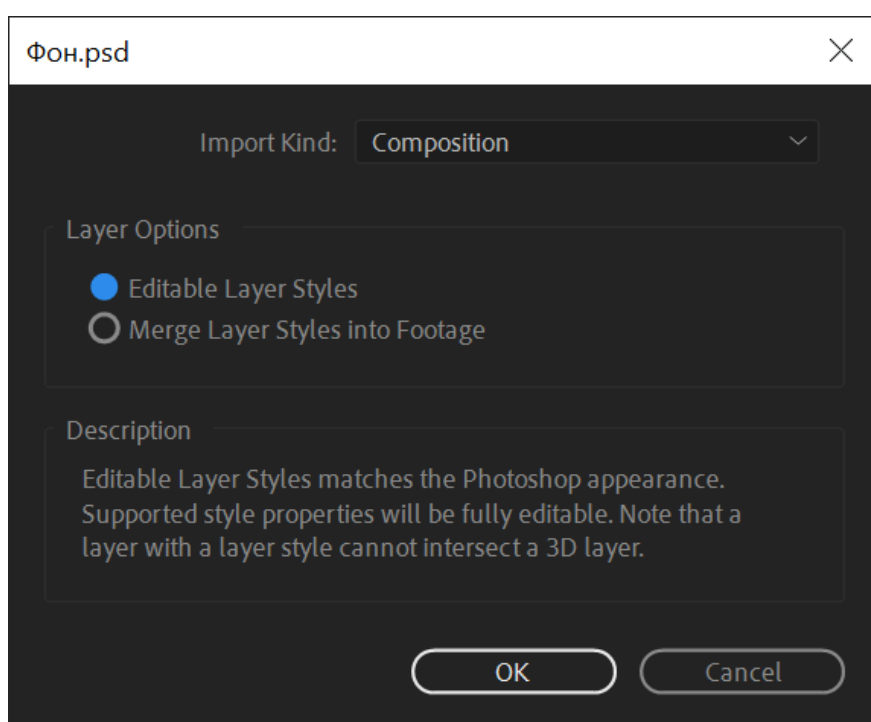 Фон.psd
Import Kind: Composition
Layer Options
Editable Layer Styles
Merge Layer Styles into Footage
Description
Editable Layer Styles matches the Photoshop appearance.
Supported style properties will be fully editable. Note that a
layer with a layer style cannot intersect a 3D layer.
OK Cancel